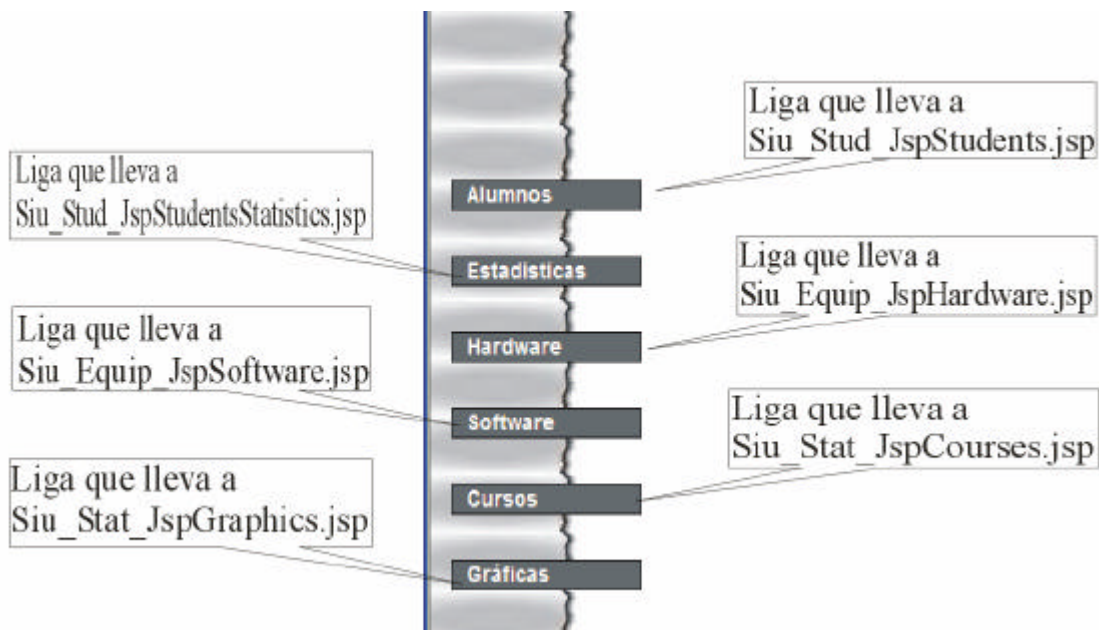 Liga que lleva a
Siu_Stud_JspStudents.jsp
Liga que lleva a
Siu_Stud_JspStudentsStatistics.jsp
Alumnos
Estadisticas
Liga que lleva a
Siu_Equip_JspHardware.jsp
Liga que lleva a
Siu_Equip_JspSoftware.jsp
Hardware
Software
Liga que lleva a
Siu_Stat_JspCourses.jsp
Liga que lleva a
Siu_Stat_JspGraphics.jsp
Cursos
Gráficas